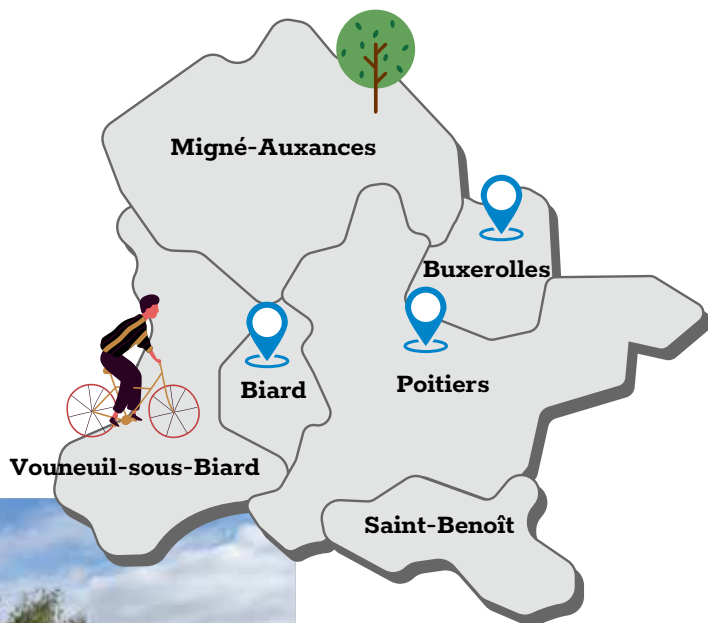 Migné-Auxances
Buxerolles
Biard
Poitiers
Vouneuil-sous-Biard
Saint-Benoît